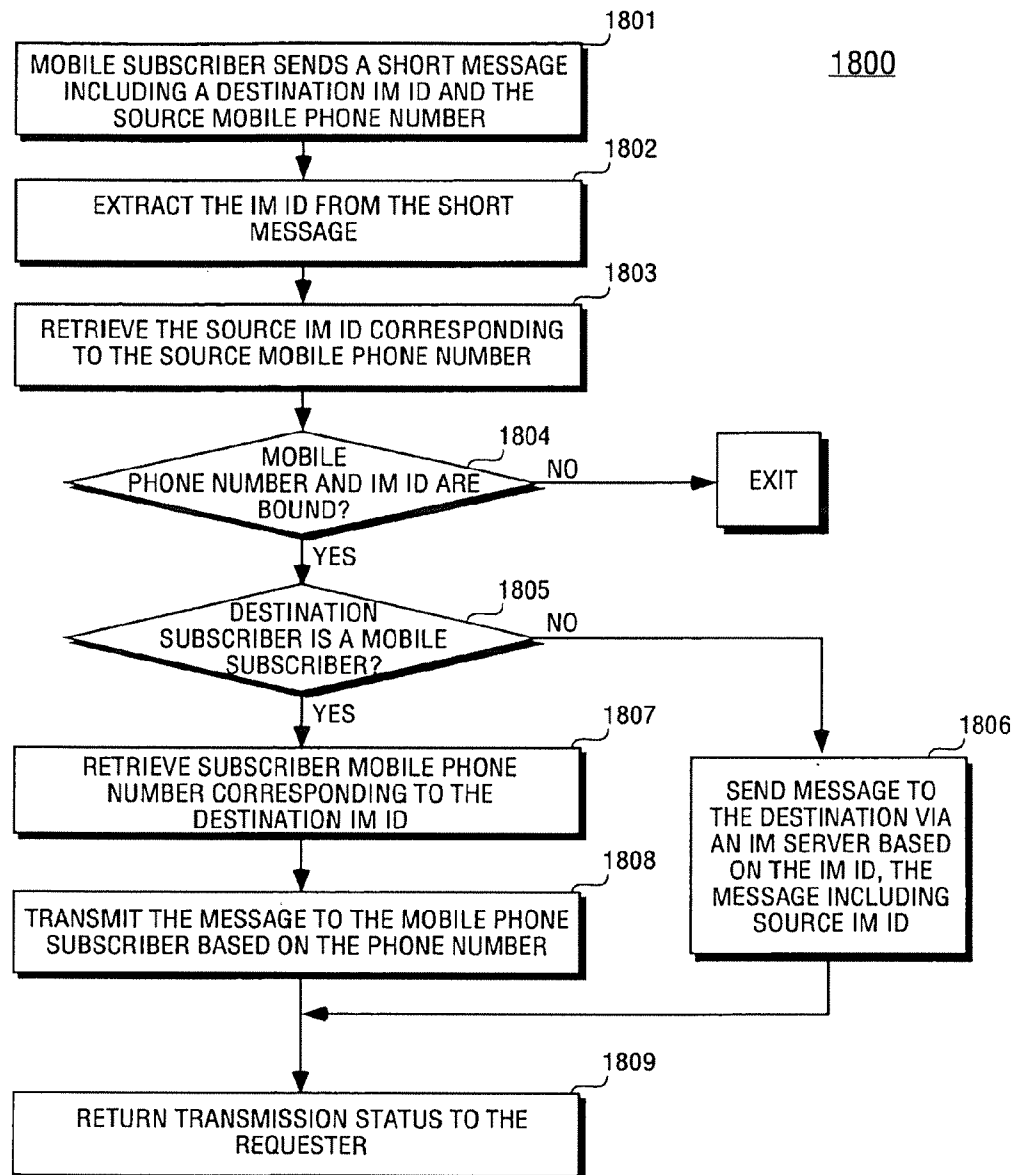 1801
1800
MOBILE SUBSCRIBER SENDS A SHORT MESSAGE
INCLUDING A DESTINATION IM ID AND THE
SOURCE MOBILE PHONE NUMBER
1802
EXTRACT THE IM ID FROM THE SHORT
MESSAGE
1803
RETRIEVE THE SOURCE IM ID CORRESPONDING
TO THE SOURCE MOBILE PHONE NUMBER
1804
MOBILE
PHONE NUMBER AND IM ID ARE
BOUND?
NO
EXIT
YES
1805
DESTINATION
SUBSCRIBER IS A MOBILE
SUBSCRIBER?
NO
YES
1807
RETRIEVE SUBSCRIBER MOBILE PHONE
NUMBER CORRESPONDING TO THE
DESTINATION IM ID
1806
SEND MESSAGE TO
THE DESTINATION VIA
AN IM SERVER BASED
ON THE IM ID, THE
MESSAGE INCLUDING
SOURCE IM ID
1808
TRANSMIT THE MESSAGE TO THE MOBILE PHONE
SUBSCRIBER BASED ON THE PHONE NUMBER
1809
RETURN TRANSMISSION STATUS TO THE
REQUESTER